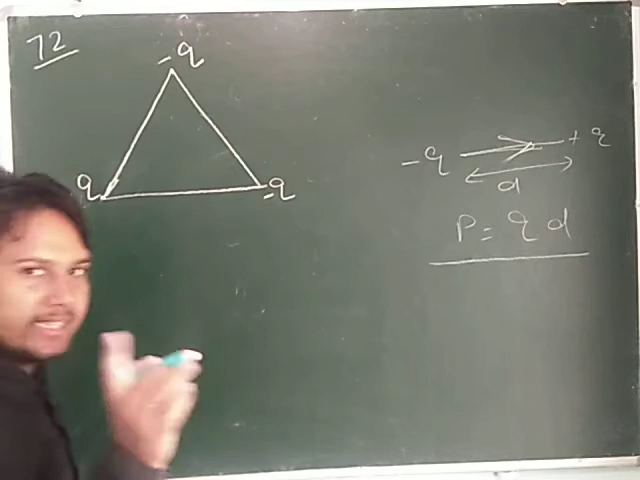 72
-q
q
-q
-q + q
d
P = q d